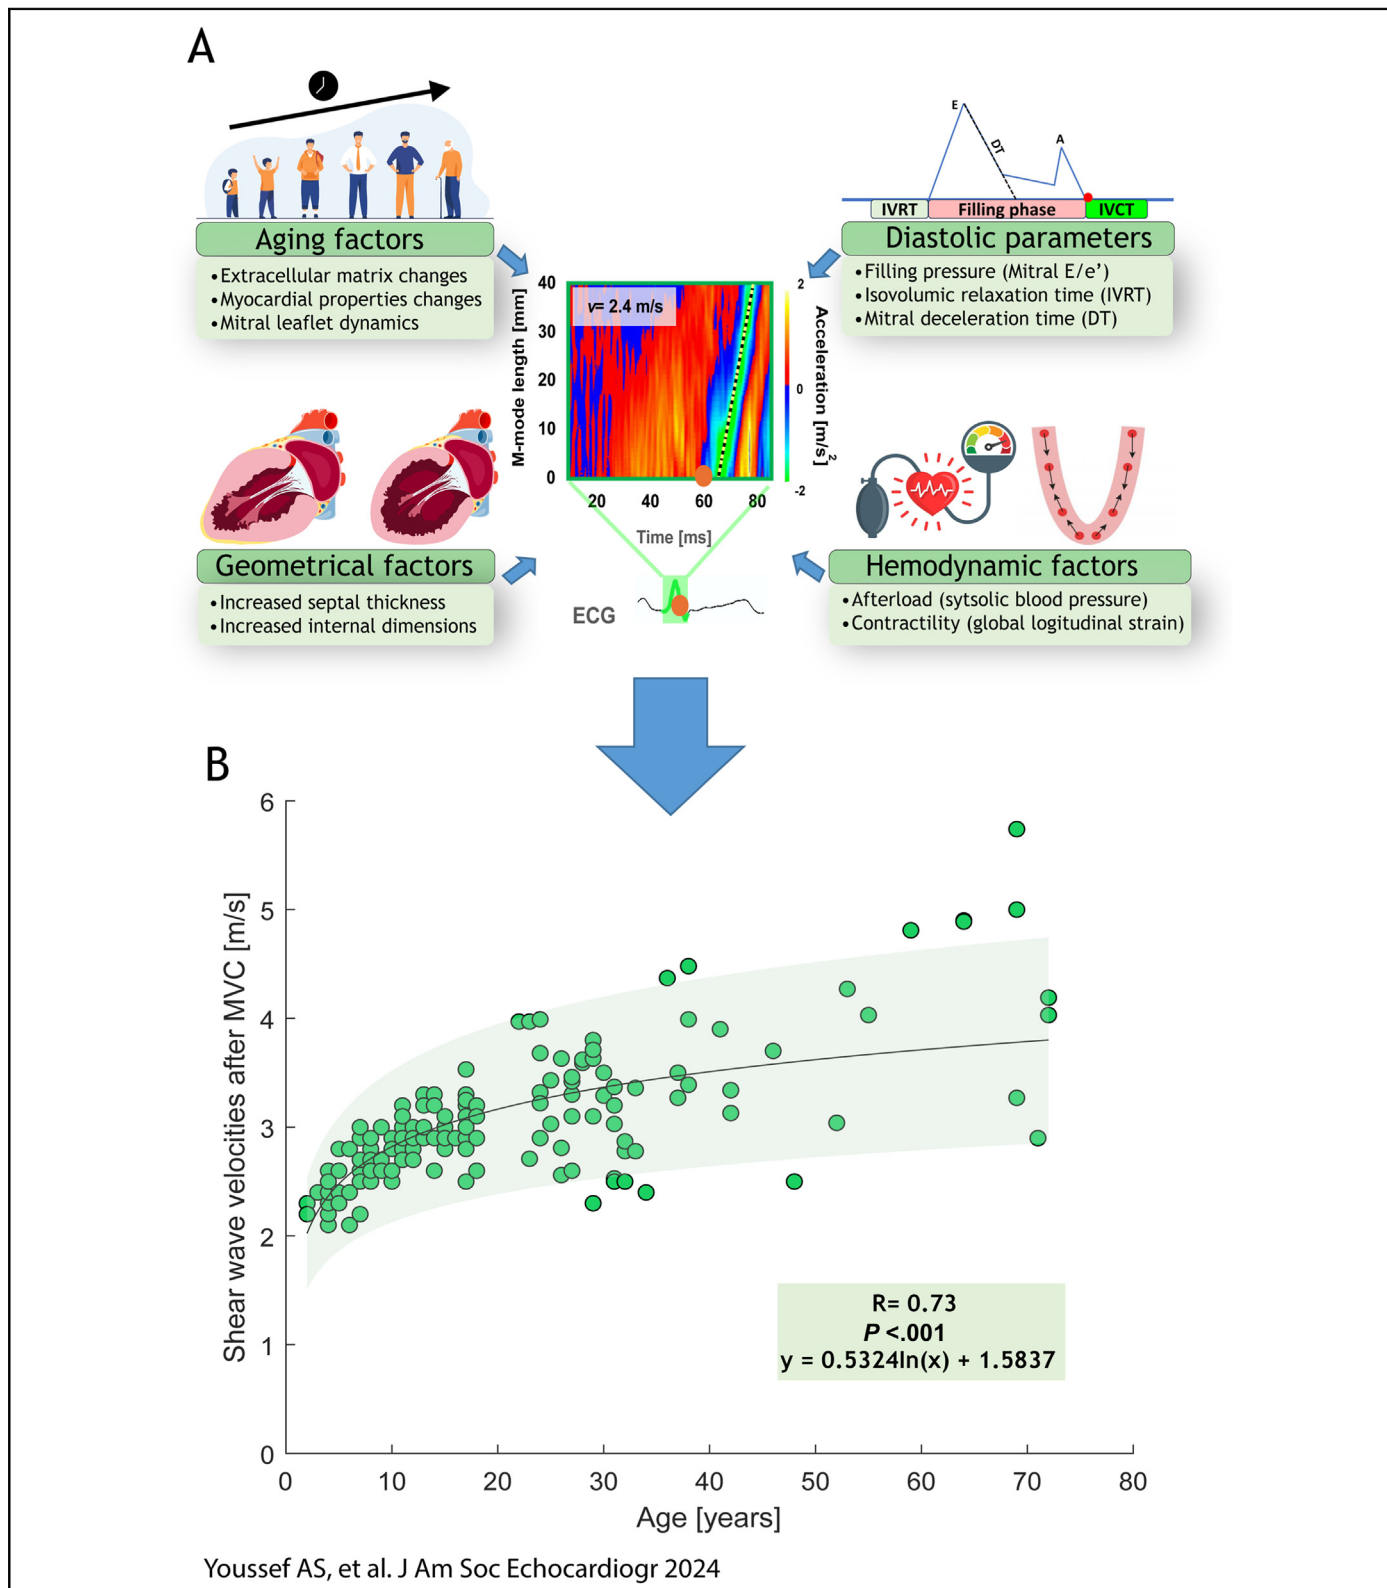 A
Aging factors
•Extracellular matrix changes
•Myocardial properties changes
•Mitral leaflet dynamics
E
DT
A
IVRT
Filling phase
IVCT
Diastolic parameters
•Filling pressure (Mitral E/e’)
•Isovolumic relaxation time (IVRT)
•Mitral deceleration time (DT)
M-mode length [mm]
40
30
20
10
0
v= 2.4 m/s
20
40
60
80
Time [ms]
2
0
-2
Acceleration [m/s²]
ECG
Geometrical factors
•Increased septal thickness
•Increased internal dimensions
Hemodynamic factors
•Afterload (sytsolic blood pressure)
•Contractility (global logitudinal strain)
B
Shear wave velocities after MVC [m/s]
6
5
4
3
2
1
0
R= 0.73
P <.001
y = 0.5324ln(x) + 1.5837
0
10
20
30
40
50
60
70
80
Age [years]
Youssef AS, et al. J Am Soc Echocardiogr 2024